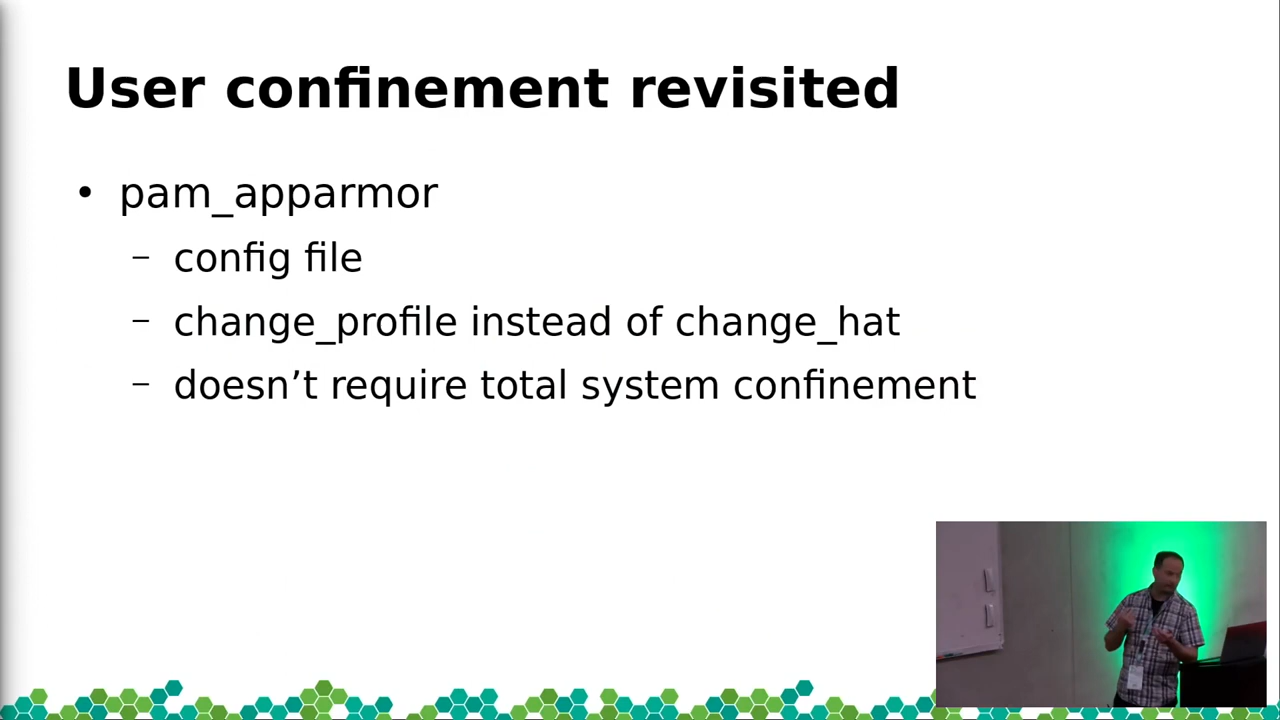 User confinement revisited
• pam_apparmor
– config file
– change_profile instead of change_hat
– doesn’t require total system confinement